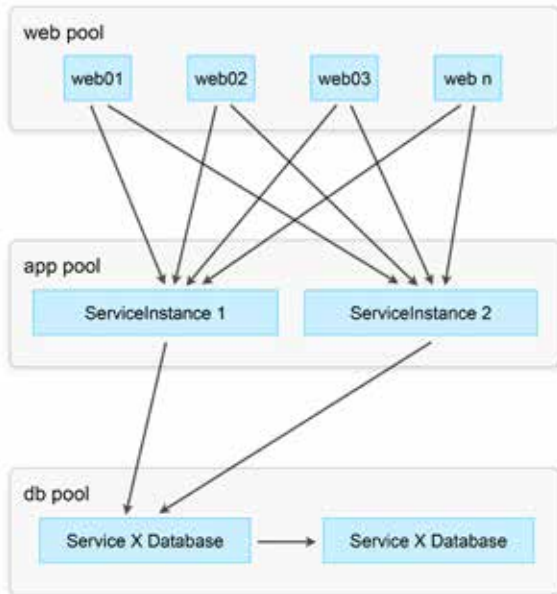 web pool
web01
web02
web03
web n
app pool
ServiceInstance 1
ServiceInstance 2
db pool
Service X Database
Service X Database